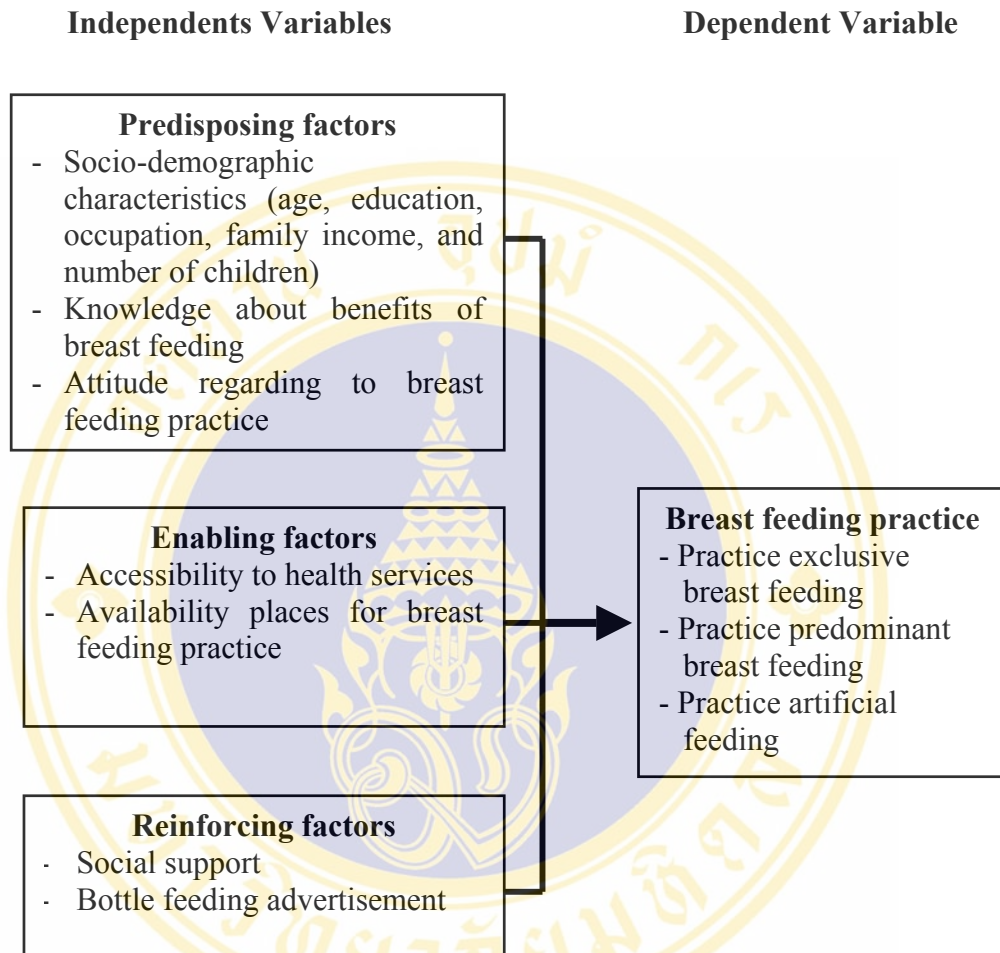 Independents Variables
Dependent Variable
Predisposing factors
- Socio-demographic
characteristics (age, education,
occupation, family income, and
number of children)
- Knowledge about benefits of
breast feeding
- Attitude regarding to breast
feeding practice
Enabling factors
- Accessibility to health services
- Availability places for breast
feeding practice
Reinforcing factors
- Social support
- Bottle feeding advertisement
Breast feeding practice
- Practice exclusive
breast feeding
- Practice predominant
breast feeding
- Practice artificial
feeding